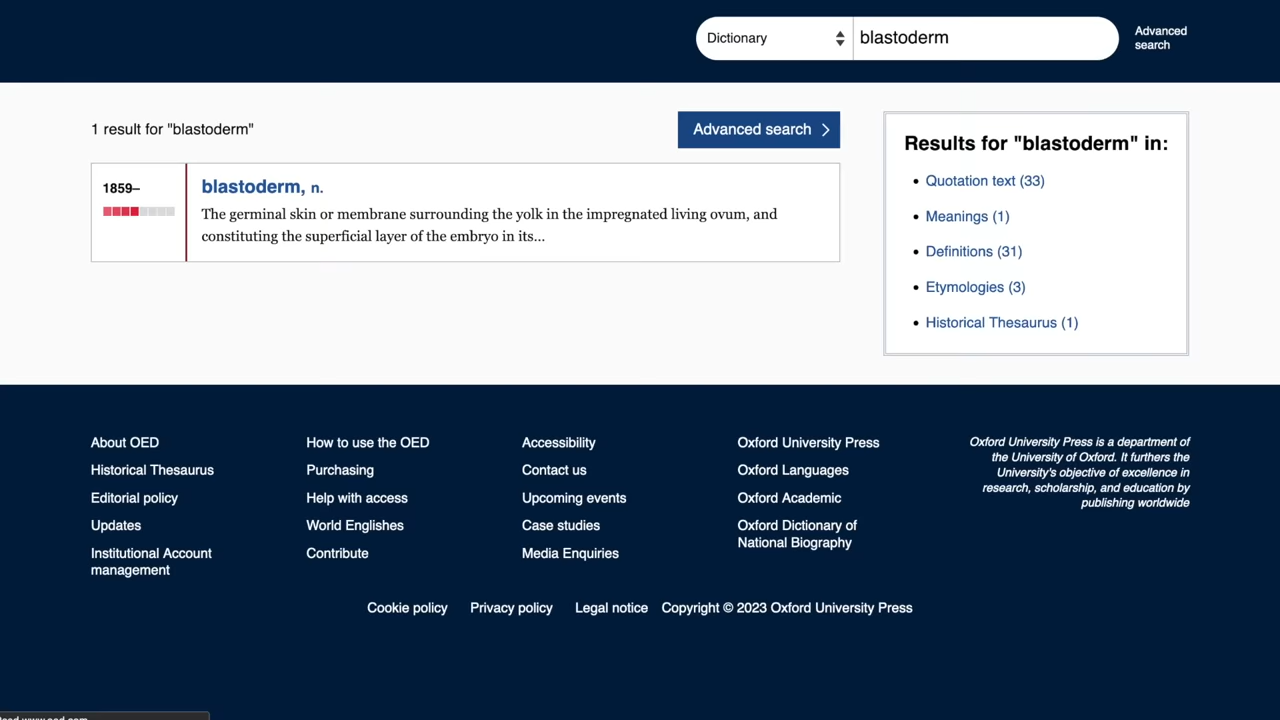 Dictionary
blastoderm
Advanced
search
1 result for "blastoderm"
Advanced search
1859–
blastoderm, n.
The germinal skin or membrane surrounding the yolk in the impregnated living ovum, and
constituting the superficial layer of the embryo in its...
Results for "blastoderm" in:
Quotation text (33)
Meanings (1)
Definitions (31)
Etymologies (3)
Historical Thesaurus (1)
About OED
Historical Thesaurus
Editorial policy
Updates
Institutional Account
management
How to use the OED
Purchasing
Help with access
World Englishes
Contribute
Accessibility
Contact us
Upcoming events
Case studies
Media Enquiries
Oxford University Press
Oxford Languages
Oxford Academic
Oxford Dictionary of
National Biography
Oxford University Press is a department of
the University of Oxford. It furthers the
University's objective of excellence in
research, scholarship, and education by
publishing worldwide
Cookie policy Privacy policy Legal notice Copyright © 2023 Oxford University Press